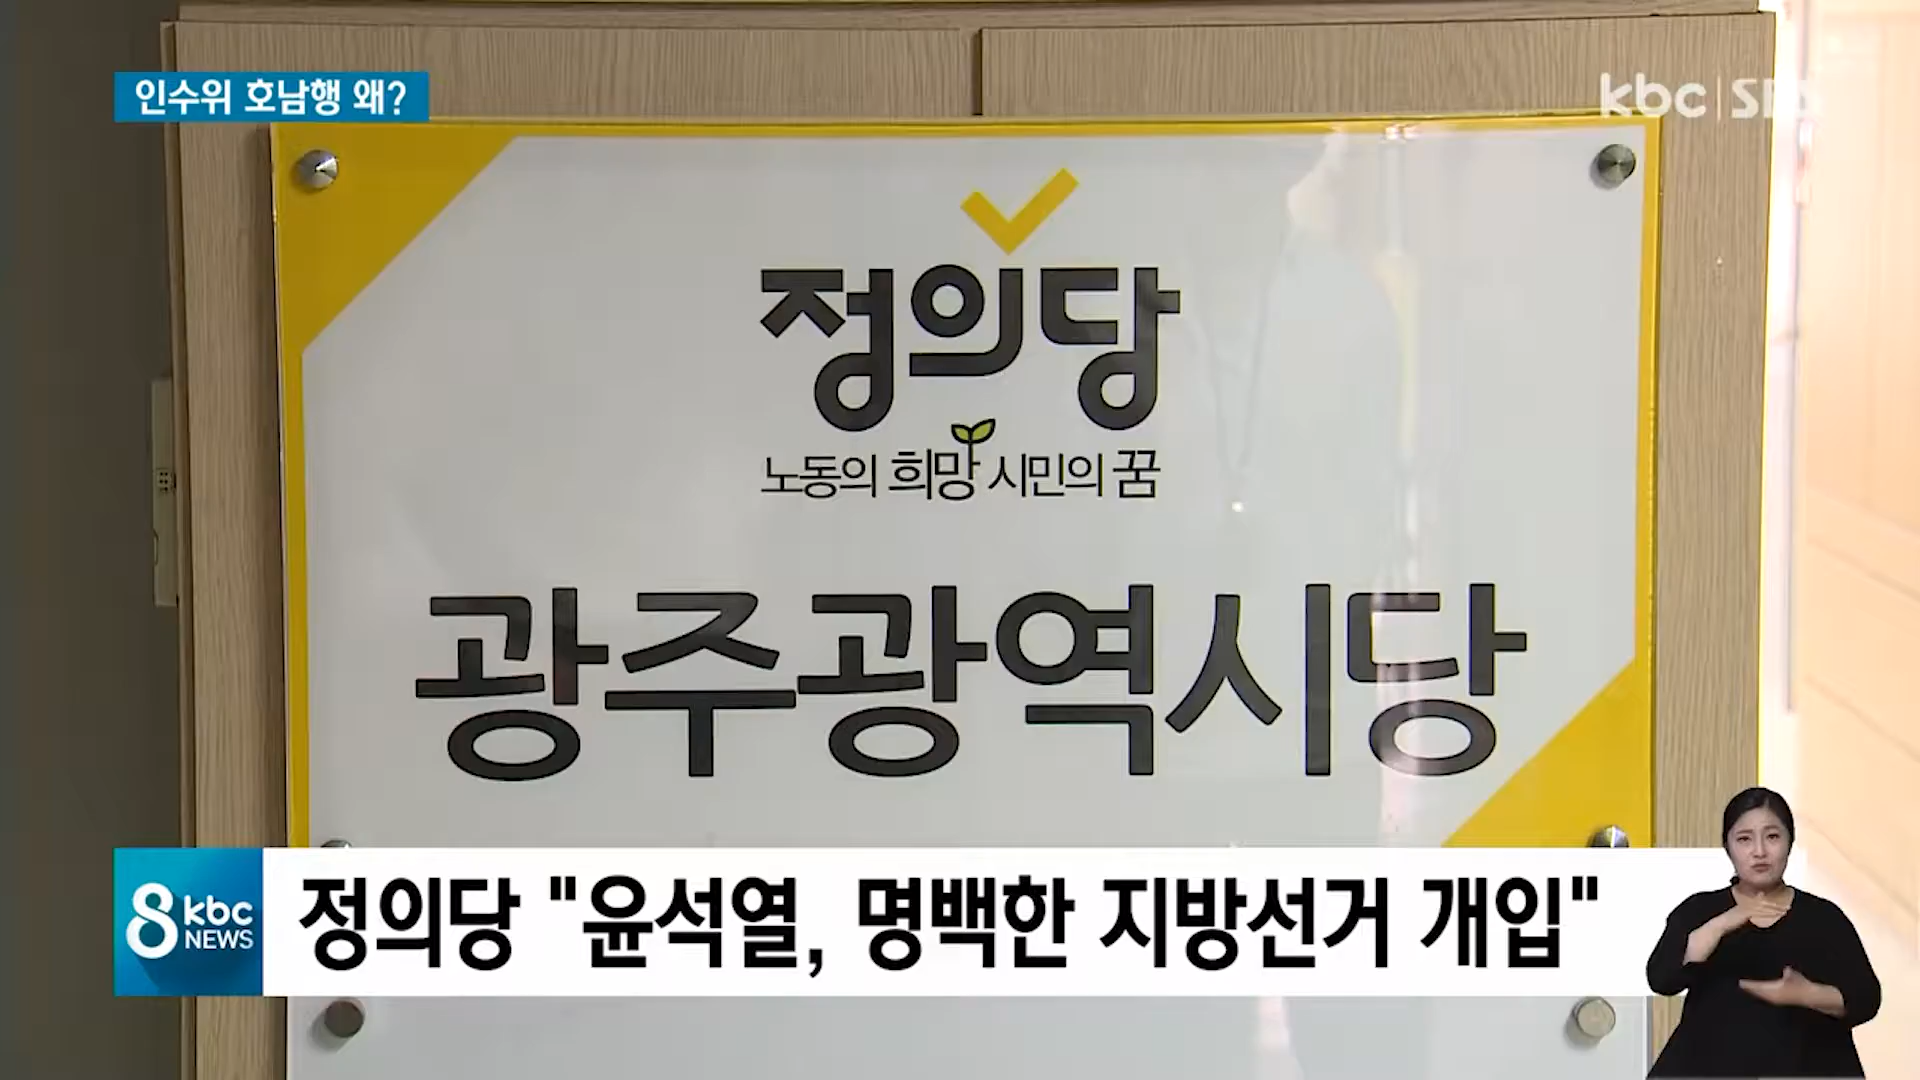 인수위 호남행 왜?
kbc
정의당
노동의 희망 시민의 꿈
광주광역시당
8 kbc NEWS
정의당 "윤석열, 명백한 지방선거 개입"